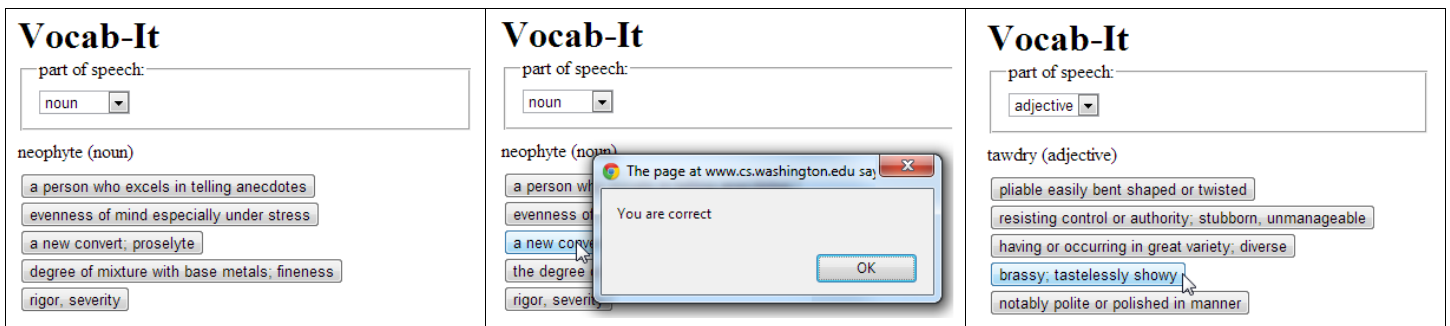 Vocab-It
part of speech:
noun
neophyte (noun)
a person who excels in telling anecdotes
evenness of mind especially under stress
a new convert; proselyte
degree of mixture with base metals; fineness
rigor, severity
Vocab-It
part of speech:
noun
neophyte (noun)
The page at www.cs.washington.edu say
a person wh
You are correct
evenness of
a new conve
the degree
OK
rigor, severity
Vocab-It
part of speech:
adjective
tawdry (adjective)
pliable easily bent shaped or twisted
resisting control or authority; stubborn, unmanageable
having or occurring in great variety; diverse
brassy; tastelessly showy
notably polite or polished in manner